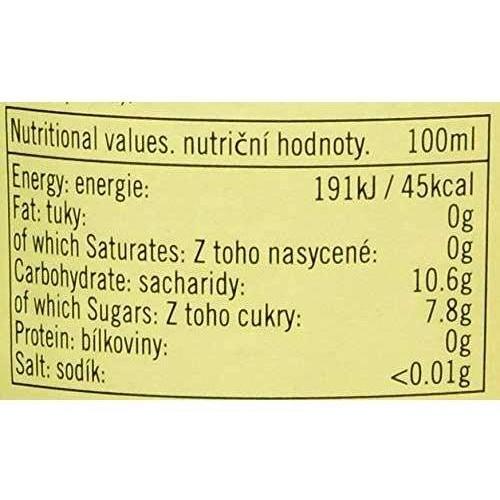 Nutritional values. nutriční hodnoty. 100ml
Energy: energie: 191kJ / 45kcal
Fat: tuky: 0g
of which Saturates: Z toho nasycené: 0g
Carbohydrate: sacharidy: 10.6g
of which Sugars: Z toho cukry: 7.8g
Protein: bílkoviny: 0g
Salt: sodík: <0.01g